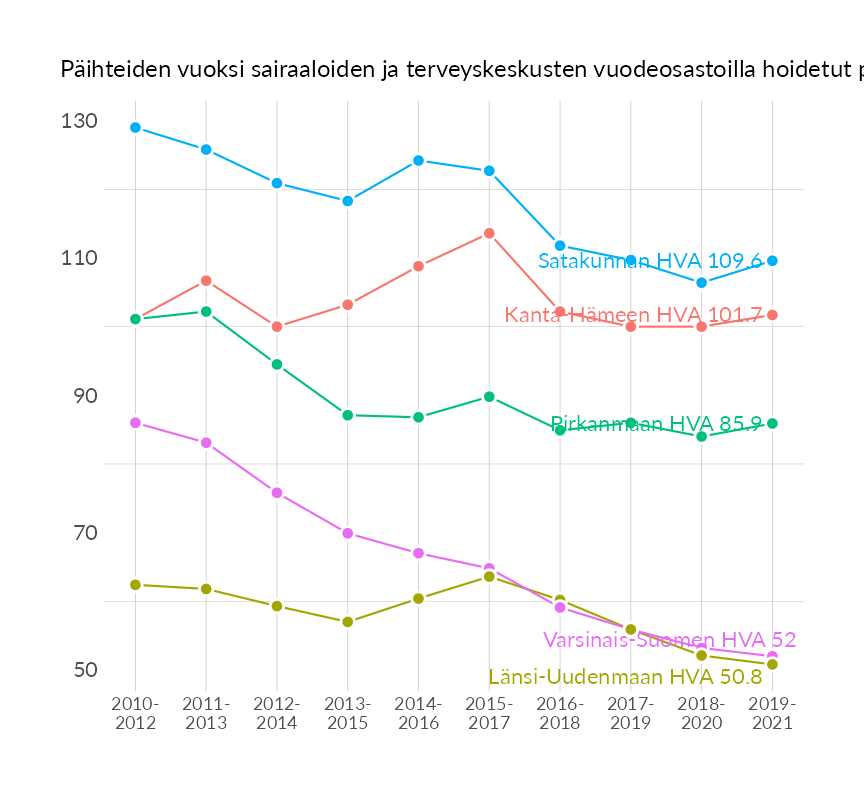 Päihteiden vuoksi sairaaloiden ja terveyskeskusten vuodeosastoilla hoidetut
130
110
90
70
50
Satakunnan HVA 109.6
Kanta-Hämeen HVA 101.7
Pirkanmaan HVA 85.9
Varsinais-Suomen HVA 52
Länsi-Uudenmaan HVA 50.8
2010- 2011- 2012- 2013- 2014- 2015- 2016- 2017- 2018- 2019-
2012 2013 2014 2015 2016 2017 2018 2019 2020 2021